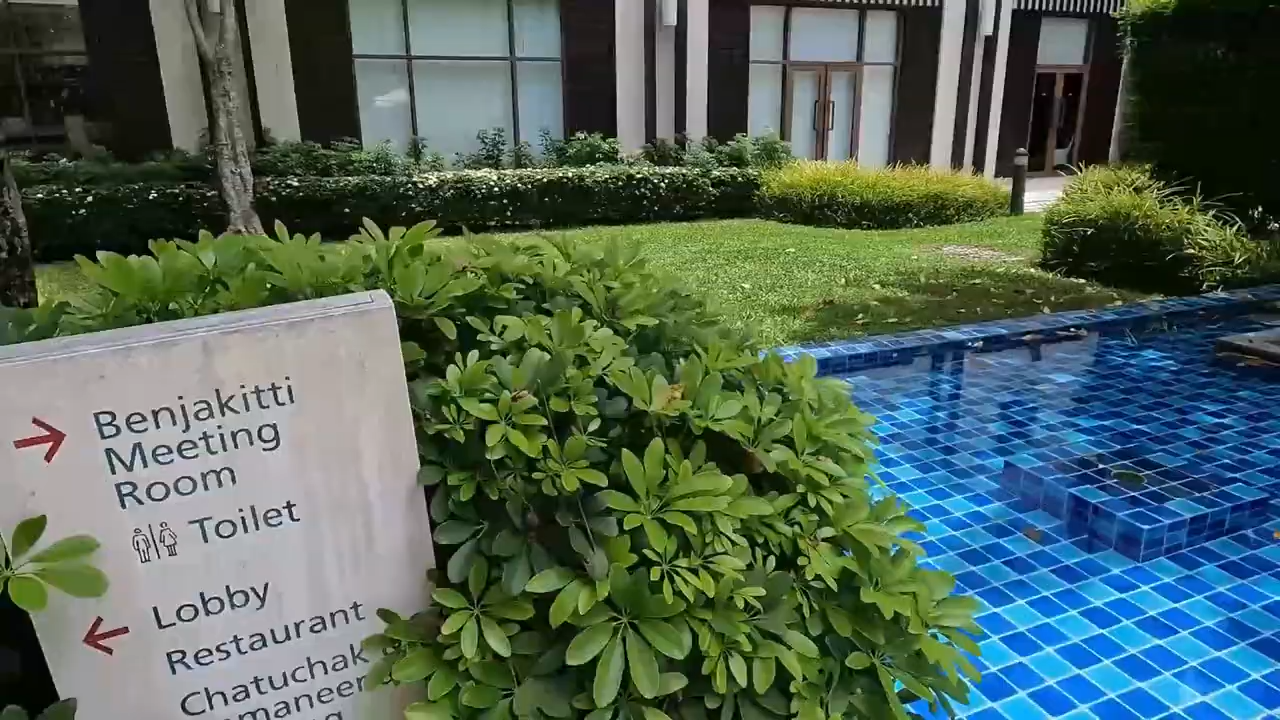 Benjakitti
Meeting
Room
Toilet
Lobby
Restaurant
Chatuchak